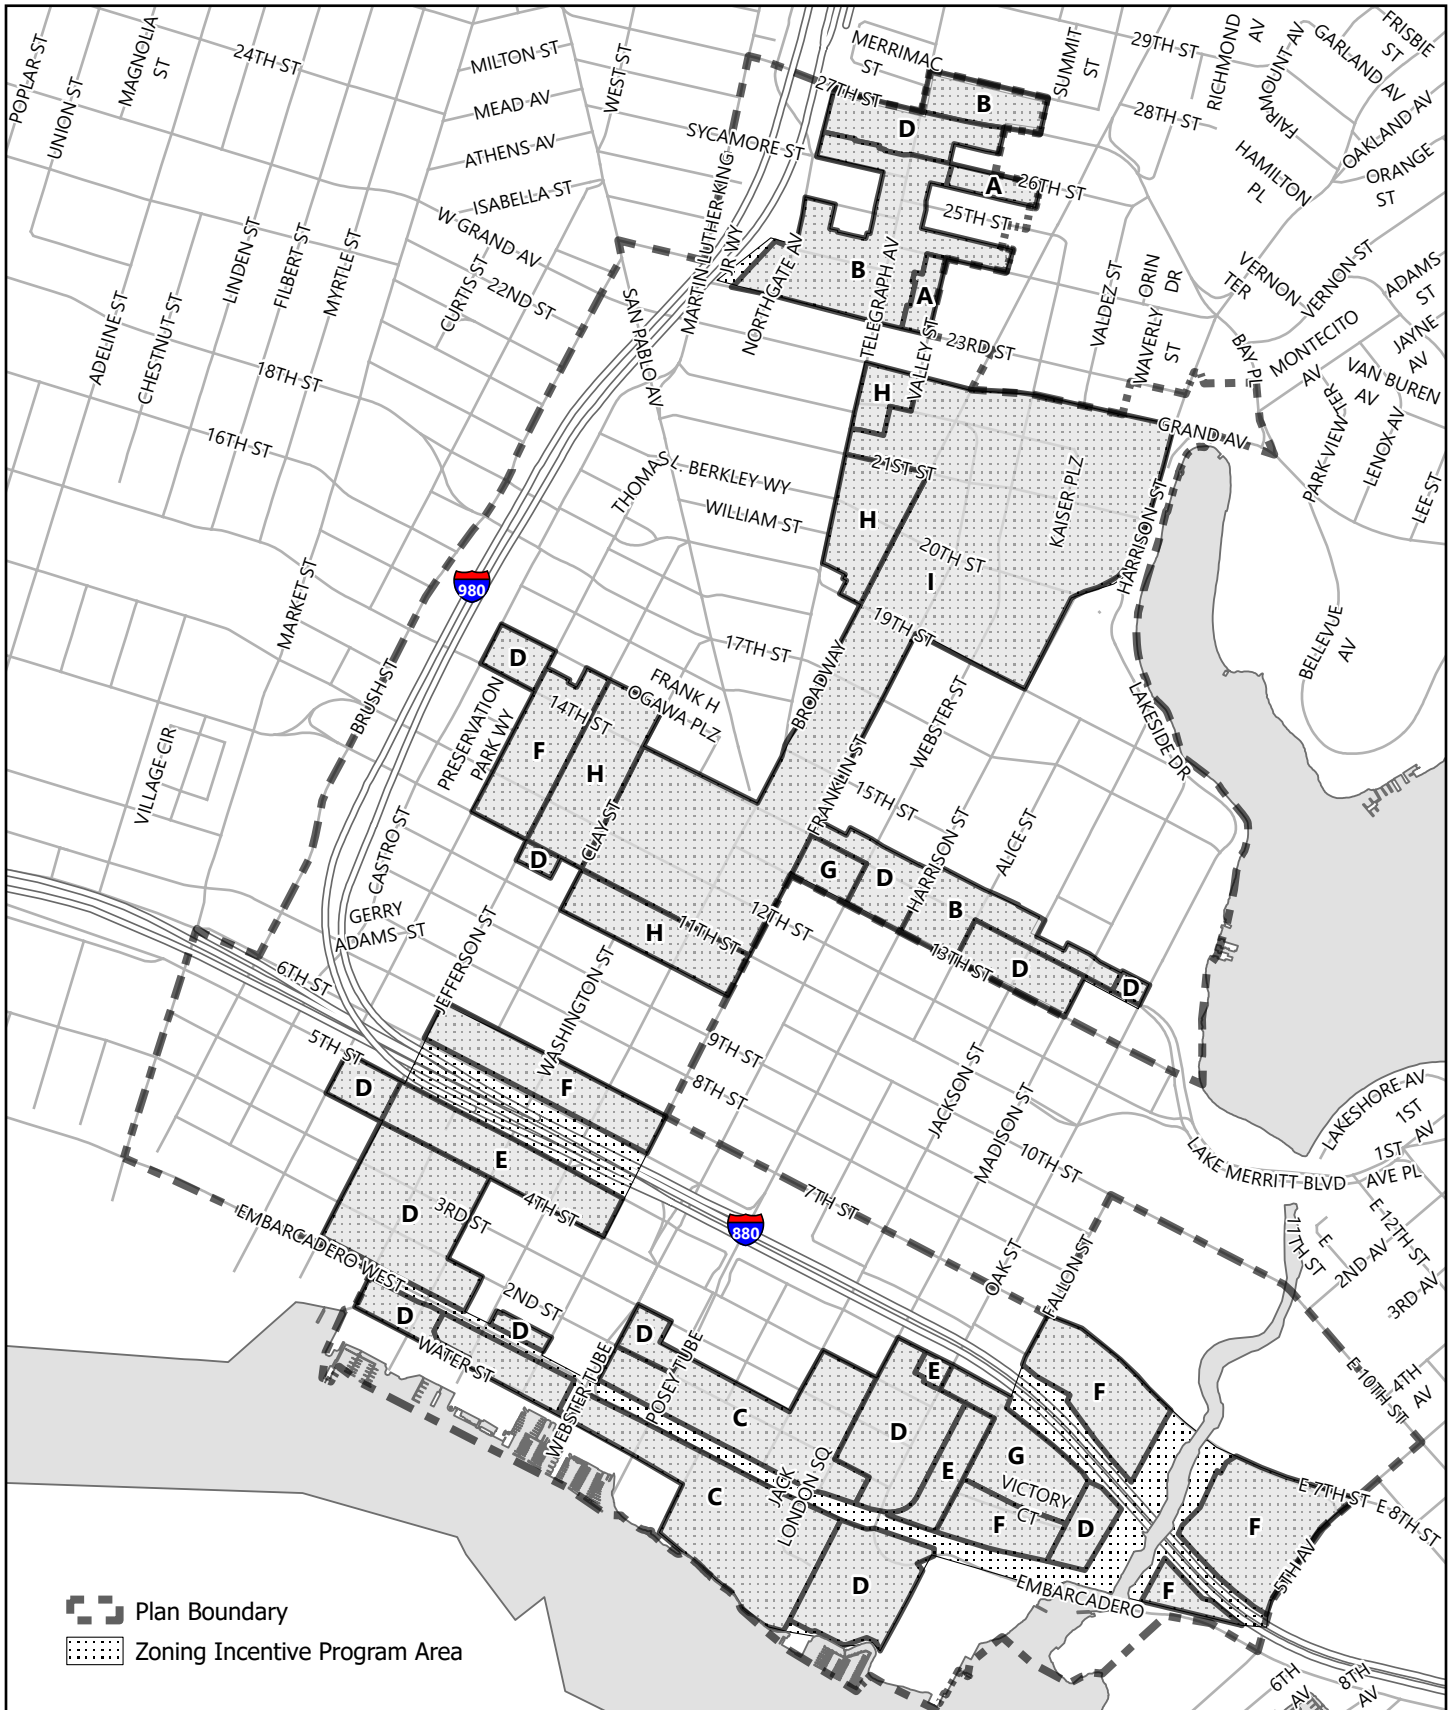 FRISBIE
ST
MAGNOLIA
ST
RICHMOND
AV
MOUNT AV
FAIR
GARLAND AV
POPLAR ST
24TH ST
MILTON ST
WEST ST
MERRIMAC
ST
SUMMIT
ST
29TH ST
UNION ST
MEAD AV
27TH ST
B
28TH ST
OAKLAND AV
SYCAMORE ST
D
ATHENS AV
HAMILTON
PL
ORANGE
ST
ISABELLA ST
A
26TH ST
W GRAND AV
25TH ST
LINDEN ST
FILBERT ST
MYRTLE ST
MARTIN LUTHER KING
JR WY
NORTHGATE AV
B
TELEGRAPH AV
VERNON
TER
VERNON ST
ADAMS
ST
CURTIS ST
22ND ST
ADELINE ST
CHESTNUT ST
SAN PABLO AV
A
VALLEY ST
23RD ST
VALDEZ ST
WAVERLY
ST
ORIN
DR
BAY PL
MONTECITO
AV
JAYNE
AV
VAN BUREN
AV
18TH ST
H
PARK VIEW TER
LENOX AV
LEE ST
16TH ST
GRAND AV
21ST ST
THOMAS L. BERKLEY WY
WILLIAM ST
KAISER PLZ
HARRISON ST
H
20TH ST
I
980
MARKET ST
19TH ST
BELLEVUE
AV
17TH ST
D
FRANK H
OGAWA PLZ
BROADWAY
BRUSH ST
PRESERVATION
PARK WY
14TH ST
WEBSTER ST
LAKESIDE DR
VILLAGE CIR
F
H
FRANKLIN ST
15TH ST
CLAY ST
CASTRO ST
HARRISON ST
ALICE ST
D
G
D
GERRY
ADAMS ST
B
12TH ST
H
11TH ST
13TH ST
JEFFERSON ST
D
D
6TH ST
WASHINGTON ST
5TH ST
9TH ST
JACKSON ST
MADISON ST
D
F
8TH ST
LAKESHORE AV
1ST
AV
E
10TH ST
LAKE MERRITT BLVD
1ST
AVE PL
D
3RD ST
4TH ST
7TH ST
880
EMBARCADERO WEST
11TH ST
E
2ND AV
E 12TH ST
3RD AV
OAK ST
FALLON ST
2ND ST
D
D
D
WATER ST
WEBSTER TUBE
POSEY TUBE
E
F
E 10TH ST
4TH
AV
C
D
G
E
JACK
LONDON SQ
C
VICTORY
CT
F
D
E 7TH ST
E 8TH ST
F
D
F
5TH AV
EMBARCADERO
Plan Boundary
Zoning Incentive Program Area
6TH
AV
8TH
AV